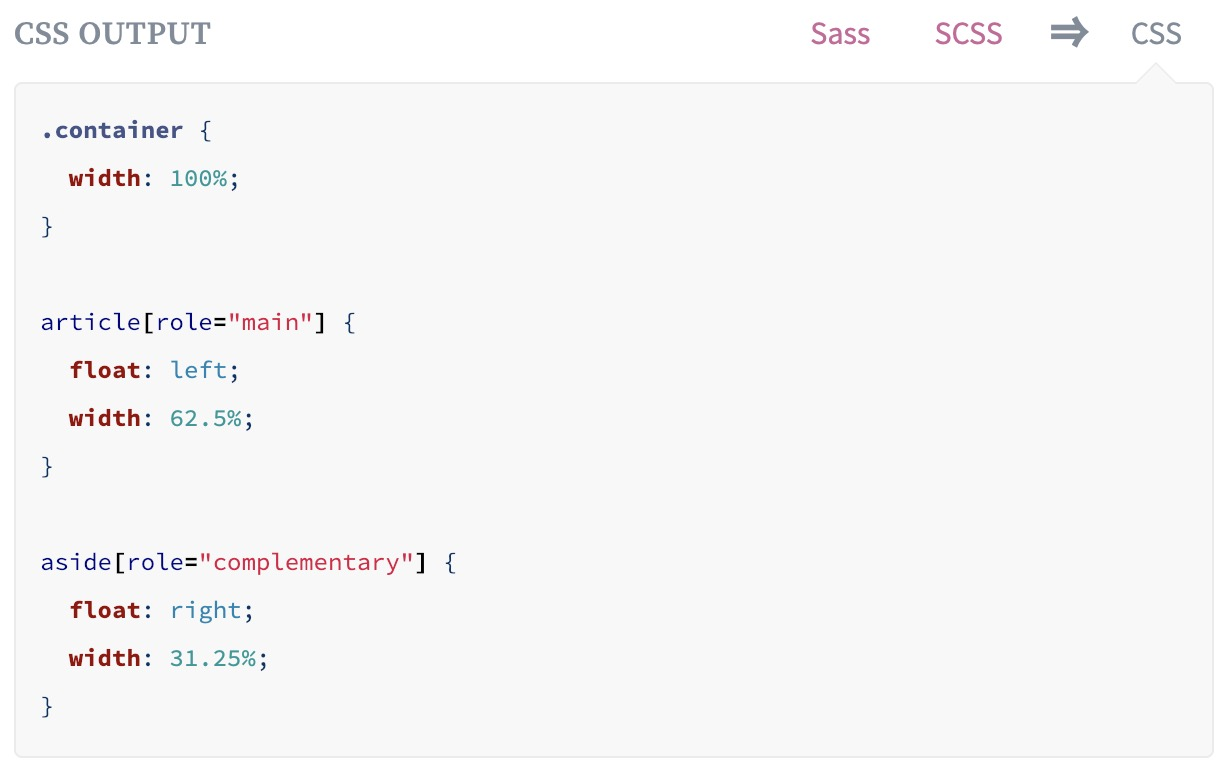 CSS OUTPUT Sass SCSS ⇒ CSS
.container {
  width: 100%;
}

article[role="main"] {
  float: left;
  width: 62.5%;
}

aside[role="complementary"] {
  float: right;
  width: 31.25%;
}